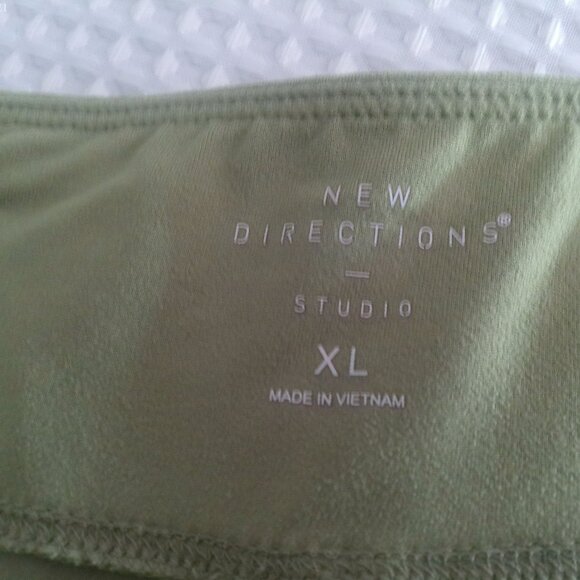 NEW
DIRECTIONS®
—
STUDIO
XL
MADE IN VIETNAM